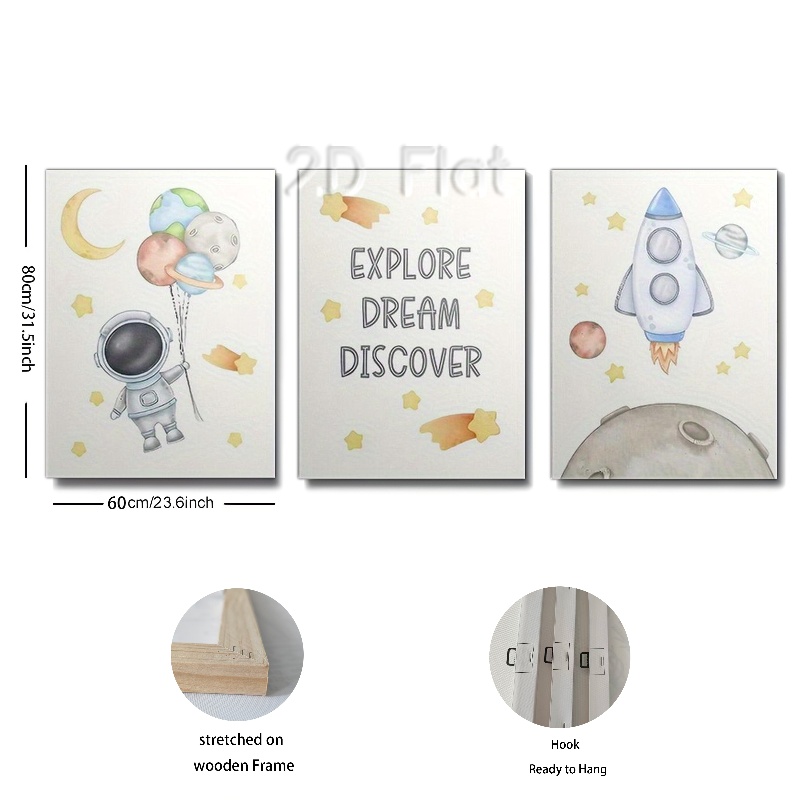 2D Flat
EXPLORE
DREAM
DISCOVER
80cm/31.5inch
60cm/23.6inch
stretched on
wooden Frame
Hook
Ready to Hang